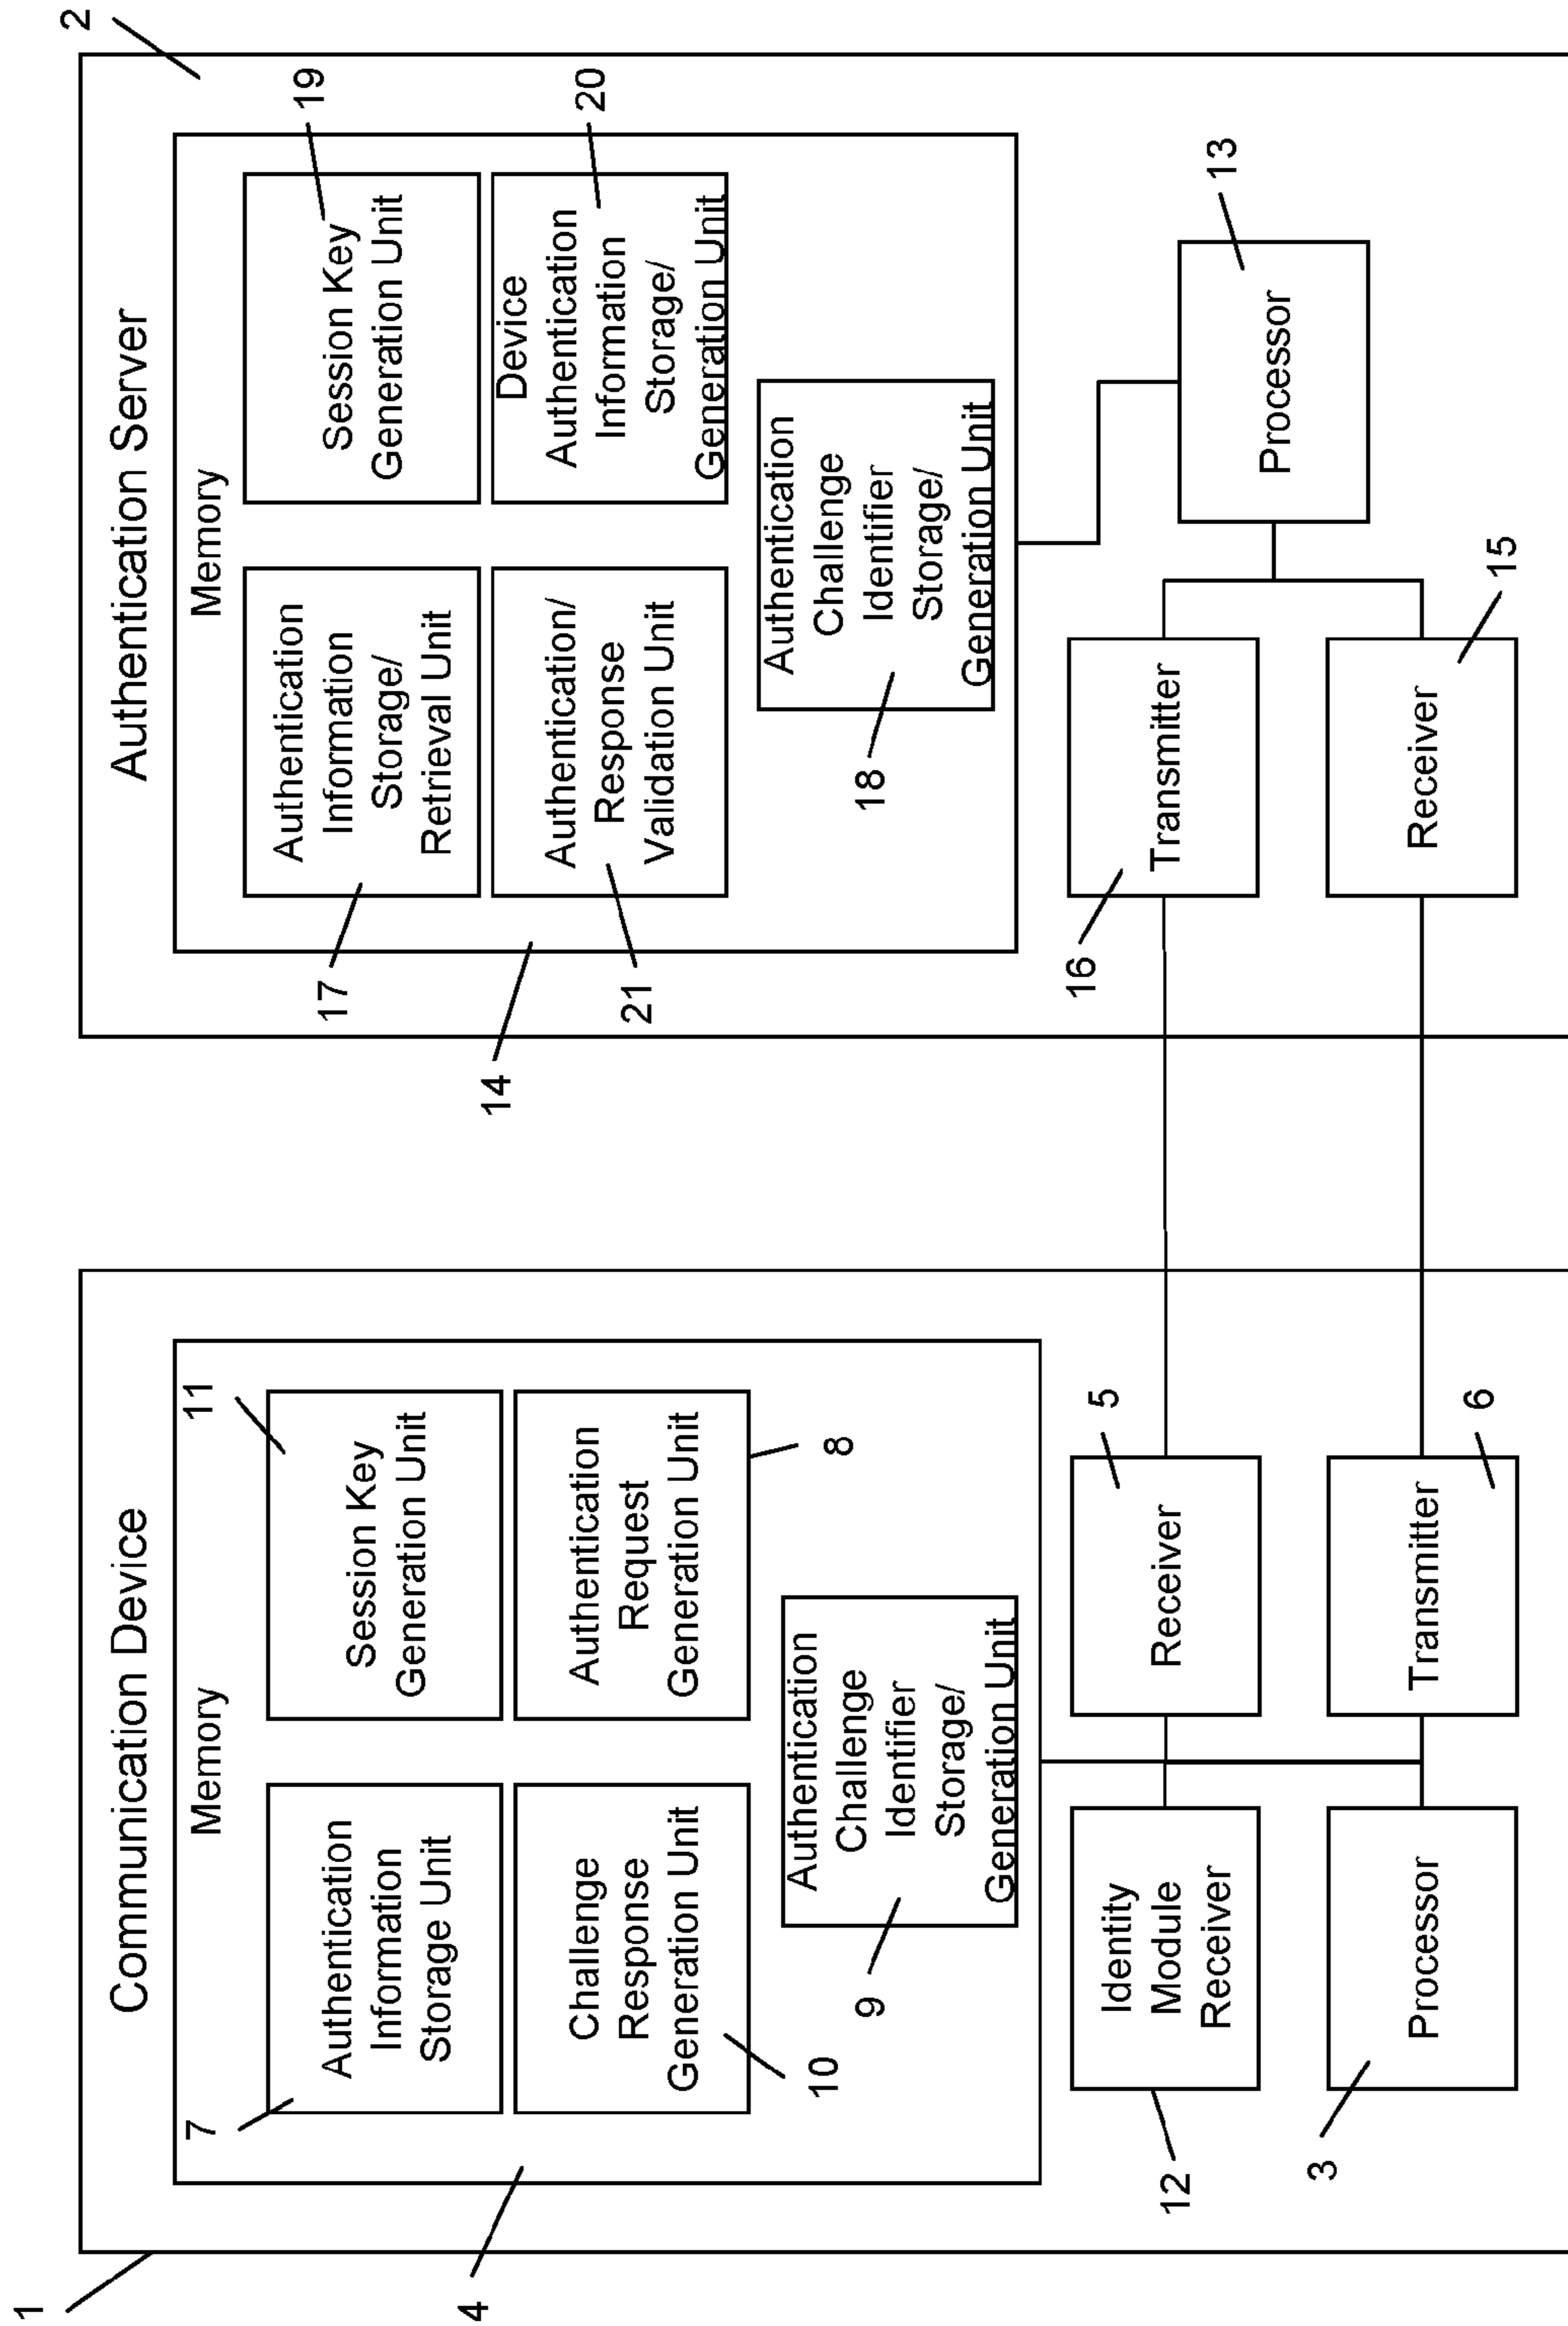 1
Communication Device
Memory
4
7
Authentication
Information
Storage Unit
11
Session Key
Generation Unit
10
Challenge
Response
Generation Unit
8
Authentication
Request
Generation Unit
9
Authentication
Challenge
Identifier
Storage/
Generation Unit
12
Identity
Module
Receiver
5
Receiver
3
Processor
6
Transmitter
2
Authentication Server
Memory
14
17
Authentication
Information
Storage/
Retrieval Unit
19
Session Key
Generation Unit
21
Authentication/
Response
Validation Unit
20
Device
Authentication
Information
Storage/
Generation Unit
18
Authentication
Challenge
Identifier
Storage/
Generation Unit
16
Transmitter
13
Processor
15
Receiver